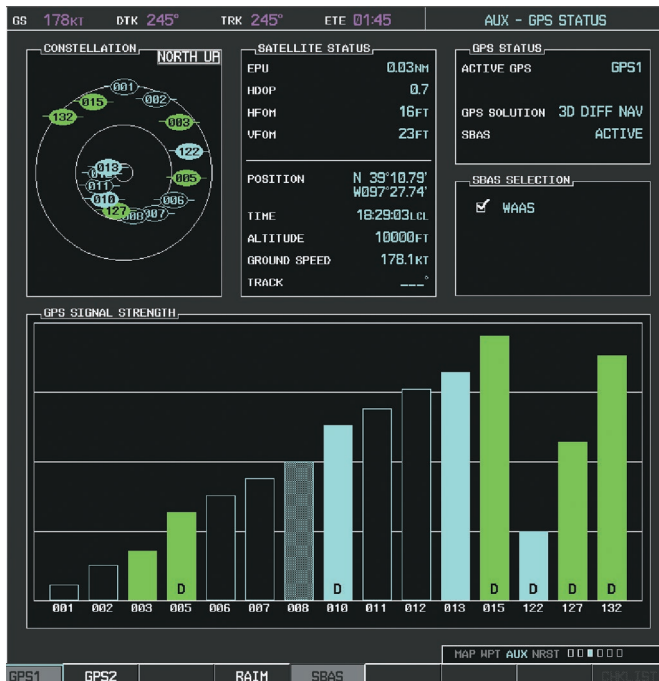 GS 178KT DTK 245° TRK 245° ETE 01:45 AUX - GPS STATUS
CONSTELLATION
NORTH UP
001
002
015
132
003
122
013
005
011
010
006
127
008
007
SATELLITE STATUS
EPU 0.03NM
HDOP 0.7
HFOM 16FT
VFOM 23FT
POSITION N 39°10.79'
W097°27.74'
TIME 18:29:03LCL
ALTITUDE 10000FT
GROUND SPEED 178.1KT
TRACK ___°
GPS STATUS
ACTIVE GPS GPS1
GPS SOLUTION 3D DIFF NAV
SBAS ACTIVE
SBAS SELECTION
WAAS
GPS SIGNAL STRENGTH
D D D D D D
001 002 003 005 006 007 008 010 011 012 013 015 122 127 132
MAP WPT AUX NRST
GPS1 GPS2 RAIM SBAS